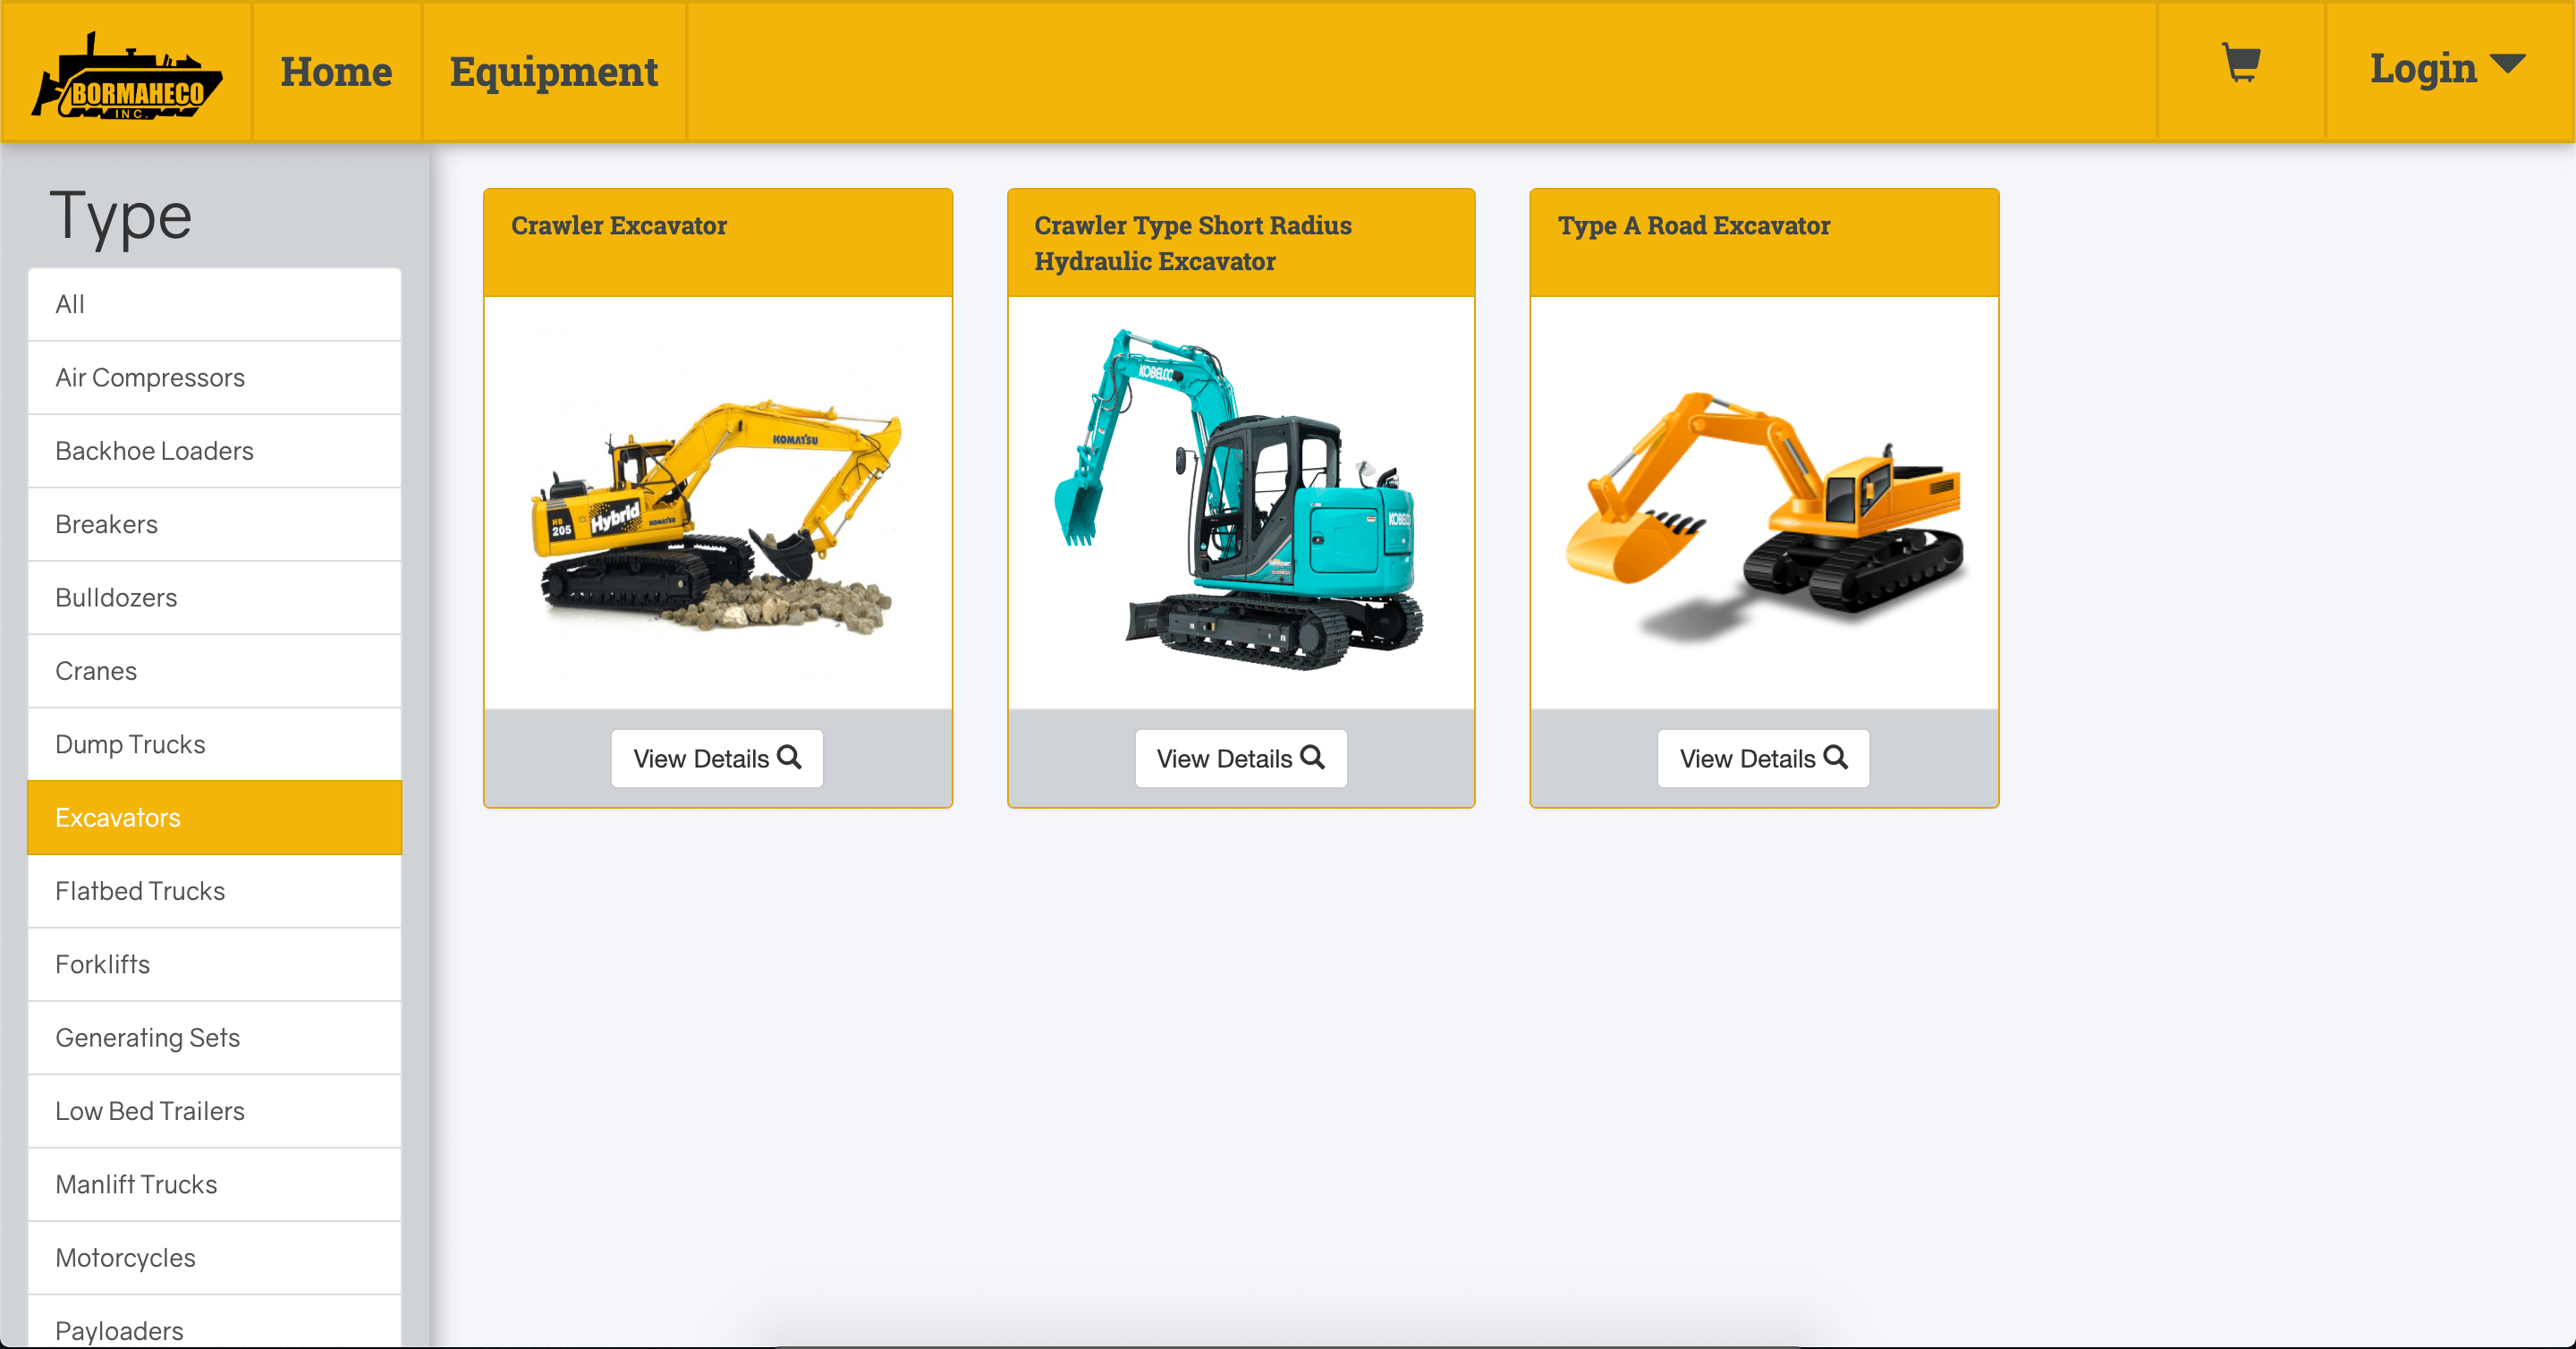 BORMAHECO
INC.
Home
Equipment
Login
Type
All
Air Compressors
Backhoe Loaders
Breakers
Bulldozers
Cranes
Dump Trucks
Excavators
Flatbed Trucks
Forklifts
Generating Sets
Low Bed Trailers
Manlift Trucks
Motorcycles
Payloaders
Crawler Excavator
KOMATSU
HB
205
Hybrid
KOMATSU
View Details
Crawler Type Short Radius
Hydraulic Excavator
KOBELCO
View Details
Type A Road Excavator
View Details